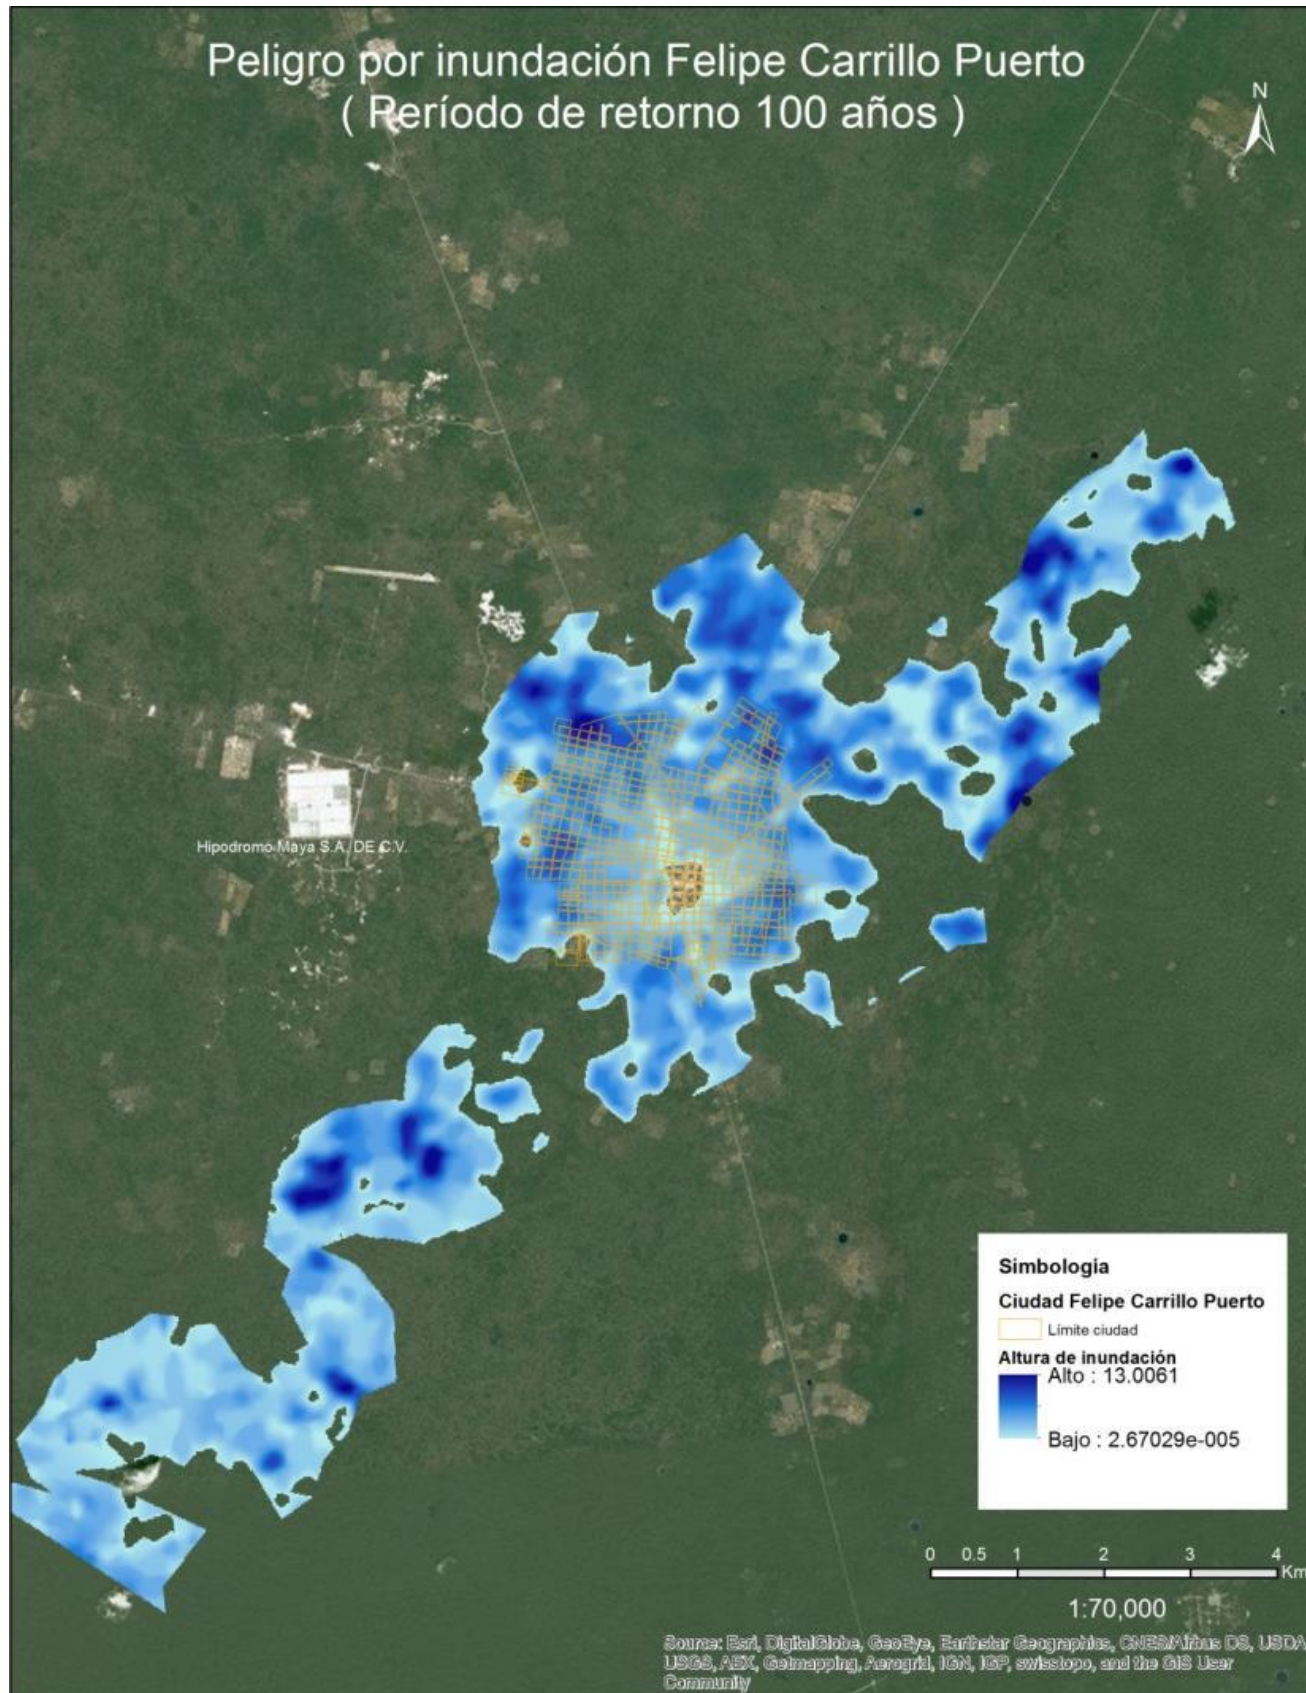 Peligro por inundación Felipe Carrillo Puerto
( Período de retorno 100 años )
N
Hipodromo Maya S.A. DE C.V.
Simbología
Ciudad Felipe Carrillo Puerto
Límite ciudad
Altura de inundación
Alto : 13.0061
Bajo : 2.67029e-005
0 0.5 1 2 3 4
Km
1:70,000
Source: Esri, DigitalGlobe, GeoEye, Earthstar Geographics, CNES/Airbus DS, USDA,
USGS, AEX, Getmapping, Aerogrid, IGN, IGP, swisstopo, and the GIS User
Community